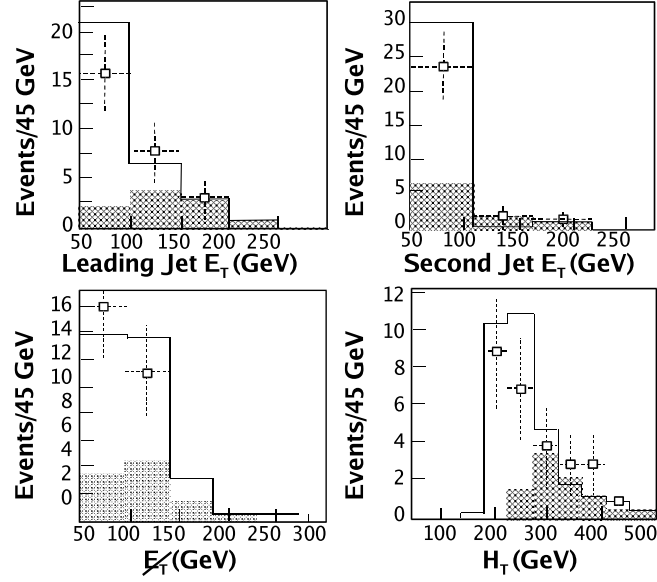 20
15
10
5
0
Events/45 GeV
50 100 150 200 250
Leading Jet E_T (GeV)
30
25
20
15
10
5
0
Events/45 GeV
50 100 150 200 250
Second Jet E_T (GeV)
16
14
12
10
8
6
4
2
0
Events/45 GeV
50 100 150 200 250 300
E_T (GeV)
12
10
8
6
4
2
0
Events/45 GeV
100 200 300 400 500
H_T (GeV)